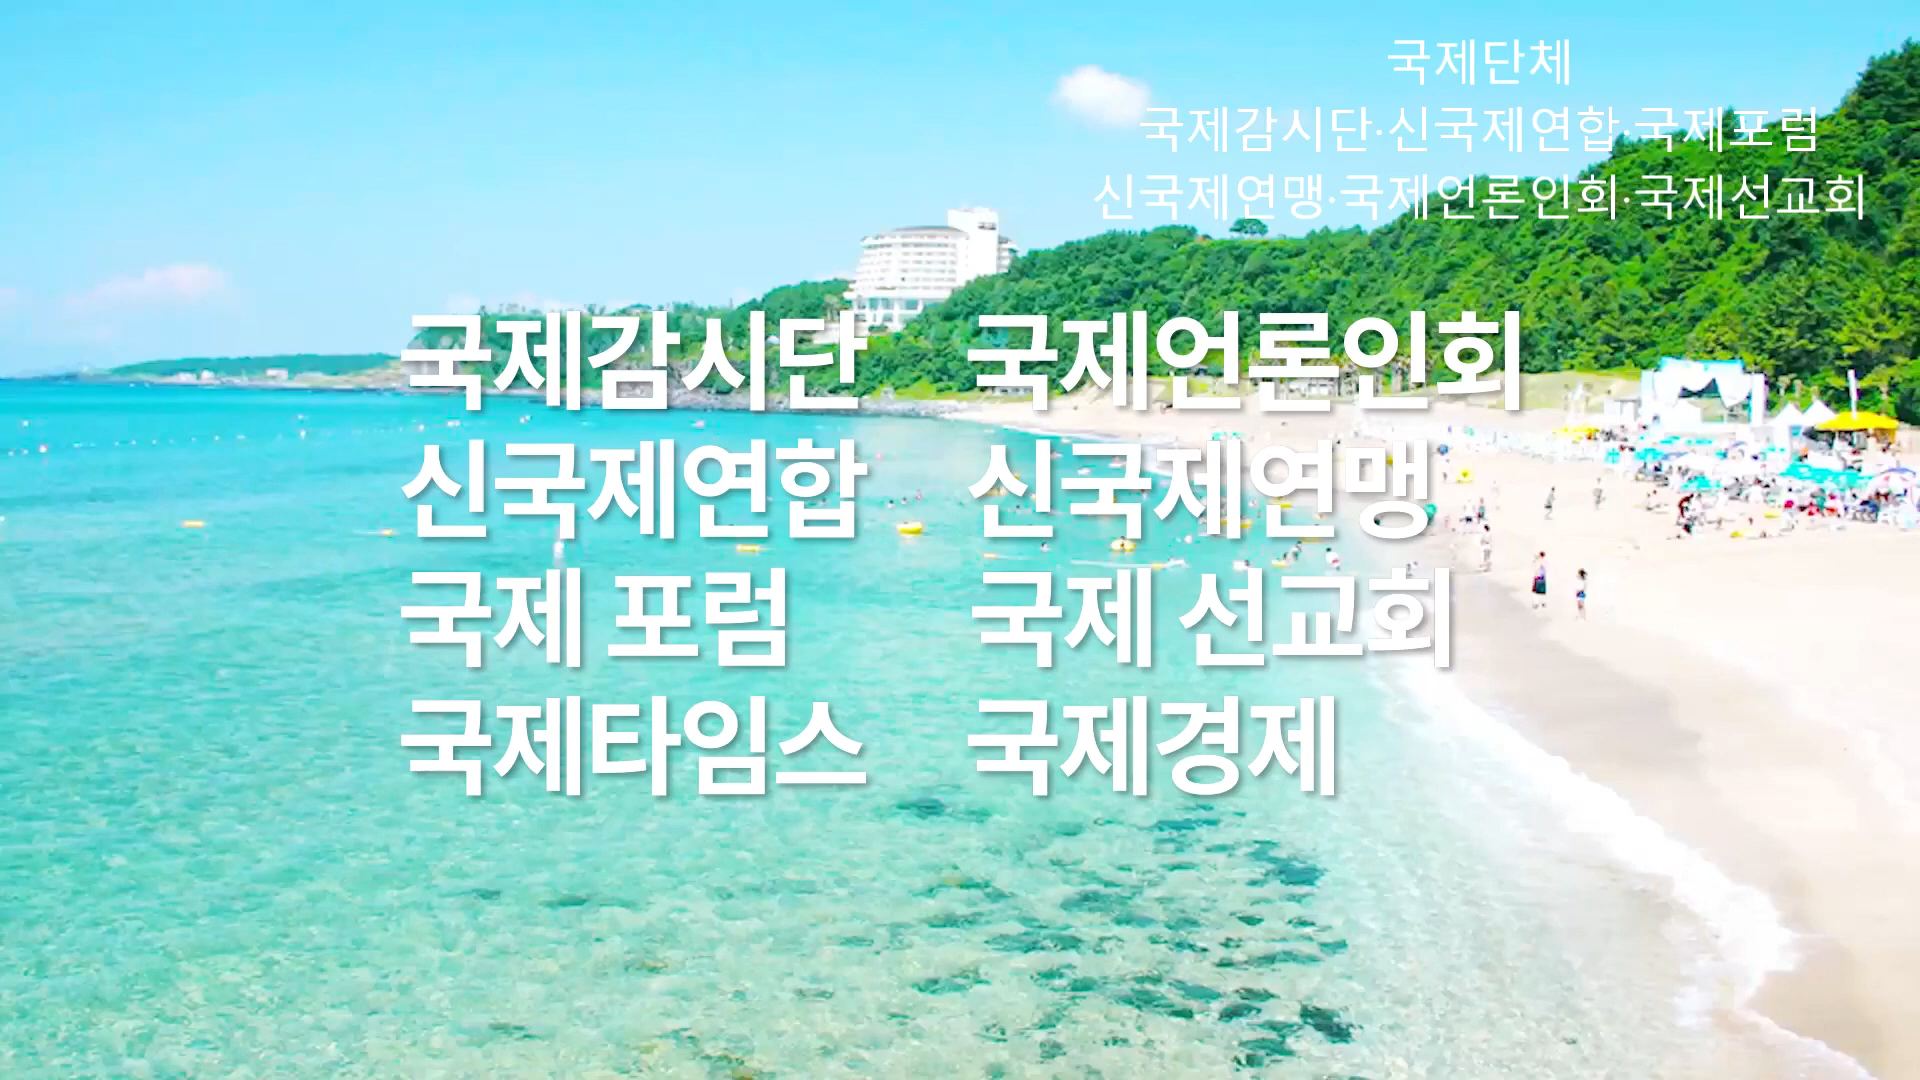 국제단체
국제감시단·신국제연합·국제포럼
신국제연맹·국제언론인회·국제선교회
국제감시단 국제언론인회
신국제연합 신국제연맹
국제 포럼 국제 선교회
국제타임스 국제경제